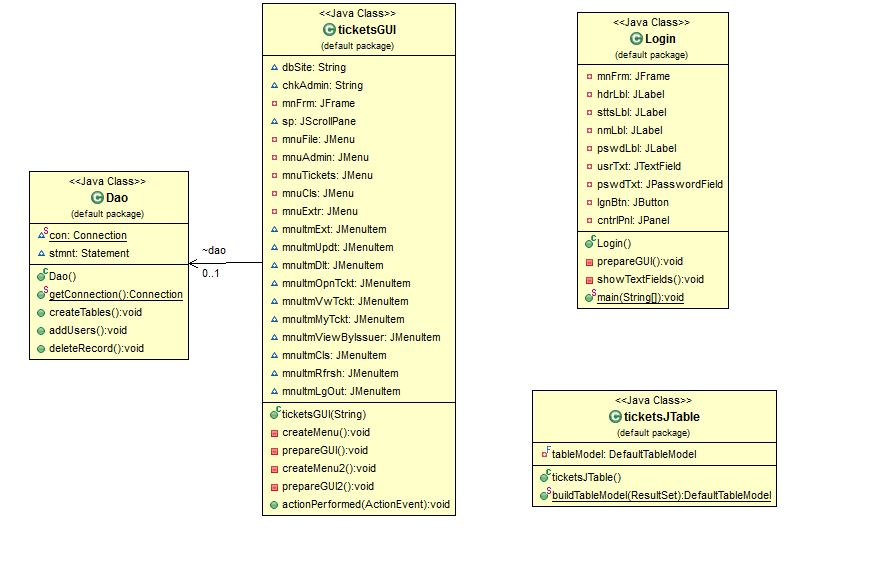 <<Java Class>>
Dao
(default package)
con: Connection
stmnt: Statement
Dao()
getConnection():Connection
createTables():void
addUsers():void
deleteRecord():void
~dao
0..1
<<Java Class>>
ticketsGUI
(default package)
dbSite: String
chkAdmin: String
mnFrm: JFrame
sp: JScrollPane
mnuFile: JMenu
mnuAdmin: JMenu
mnuTickets: JMenu
mnuCls: JMenu
mnuExtr: JMenu
mnuItmExt: JMenuItem
mnuItmUpdt: JMenuItem
mnuItmDlt: JMenuItem
mnuItmOpnTckt: JMenuItem
mnuItmVwTckt: JMenuItem
mnuItmMyTckt: JMenuItem
mnuItmViewByIssuer: JMenuItem
mnuItmCls: JMenuItem
mnuItmRfrsh: JMenuItem
mnuItmLgOut: JMenuItem
ticketsGUI(String)
createMenu():void
prepareGUI():void
createMenu2():void
prepareGUI2():void
actionPerformed(ActionEvent):void
<<Java Class>>
Login
(default package)
mnFrm: JFrame
hdrLbl: JLabel
sttsLbl: JLabel
nmLbl: JLabel
pswdLbl: JLabel
usrTxt: JTextField
pswdTxt: JPasswordField
lgnBtn: JButton
cntrlPnl: JPanel
Login()
prepareGUI():void
showTextFields():void
main(String[]):void
<<Java Class>>
ticketsJTable
(default package)
tableModel: DefaultTableModel
ticketsJTable()
buildTableModel(ResultSet):DefaultTableModel